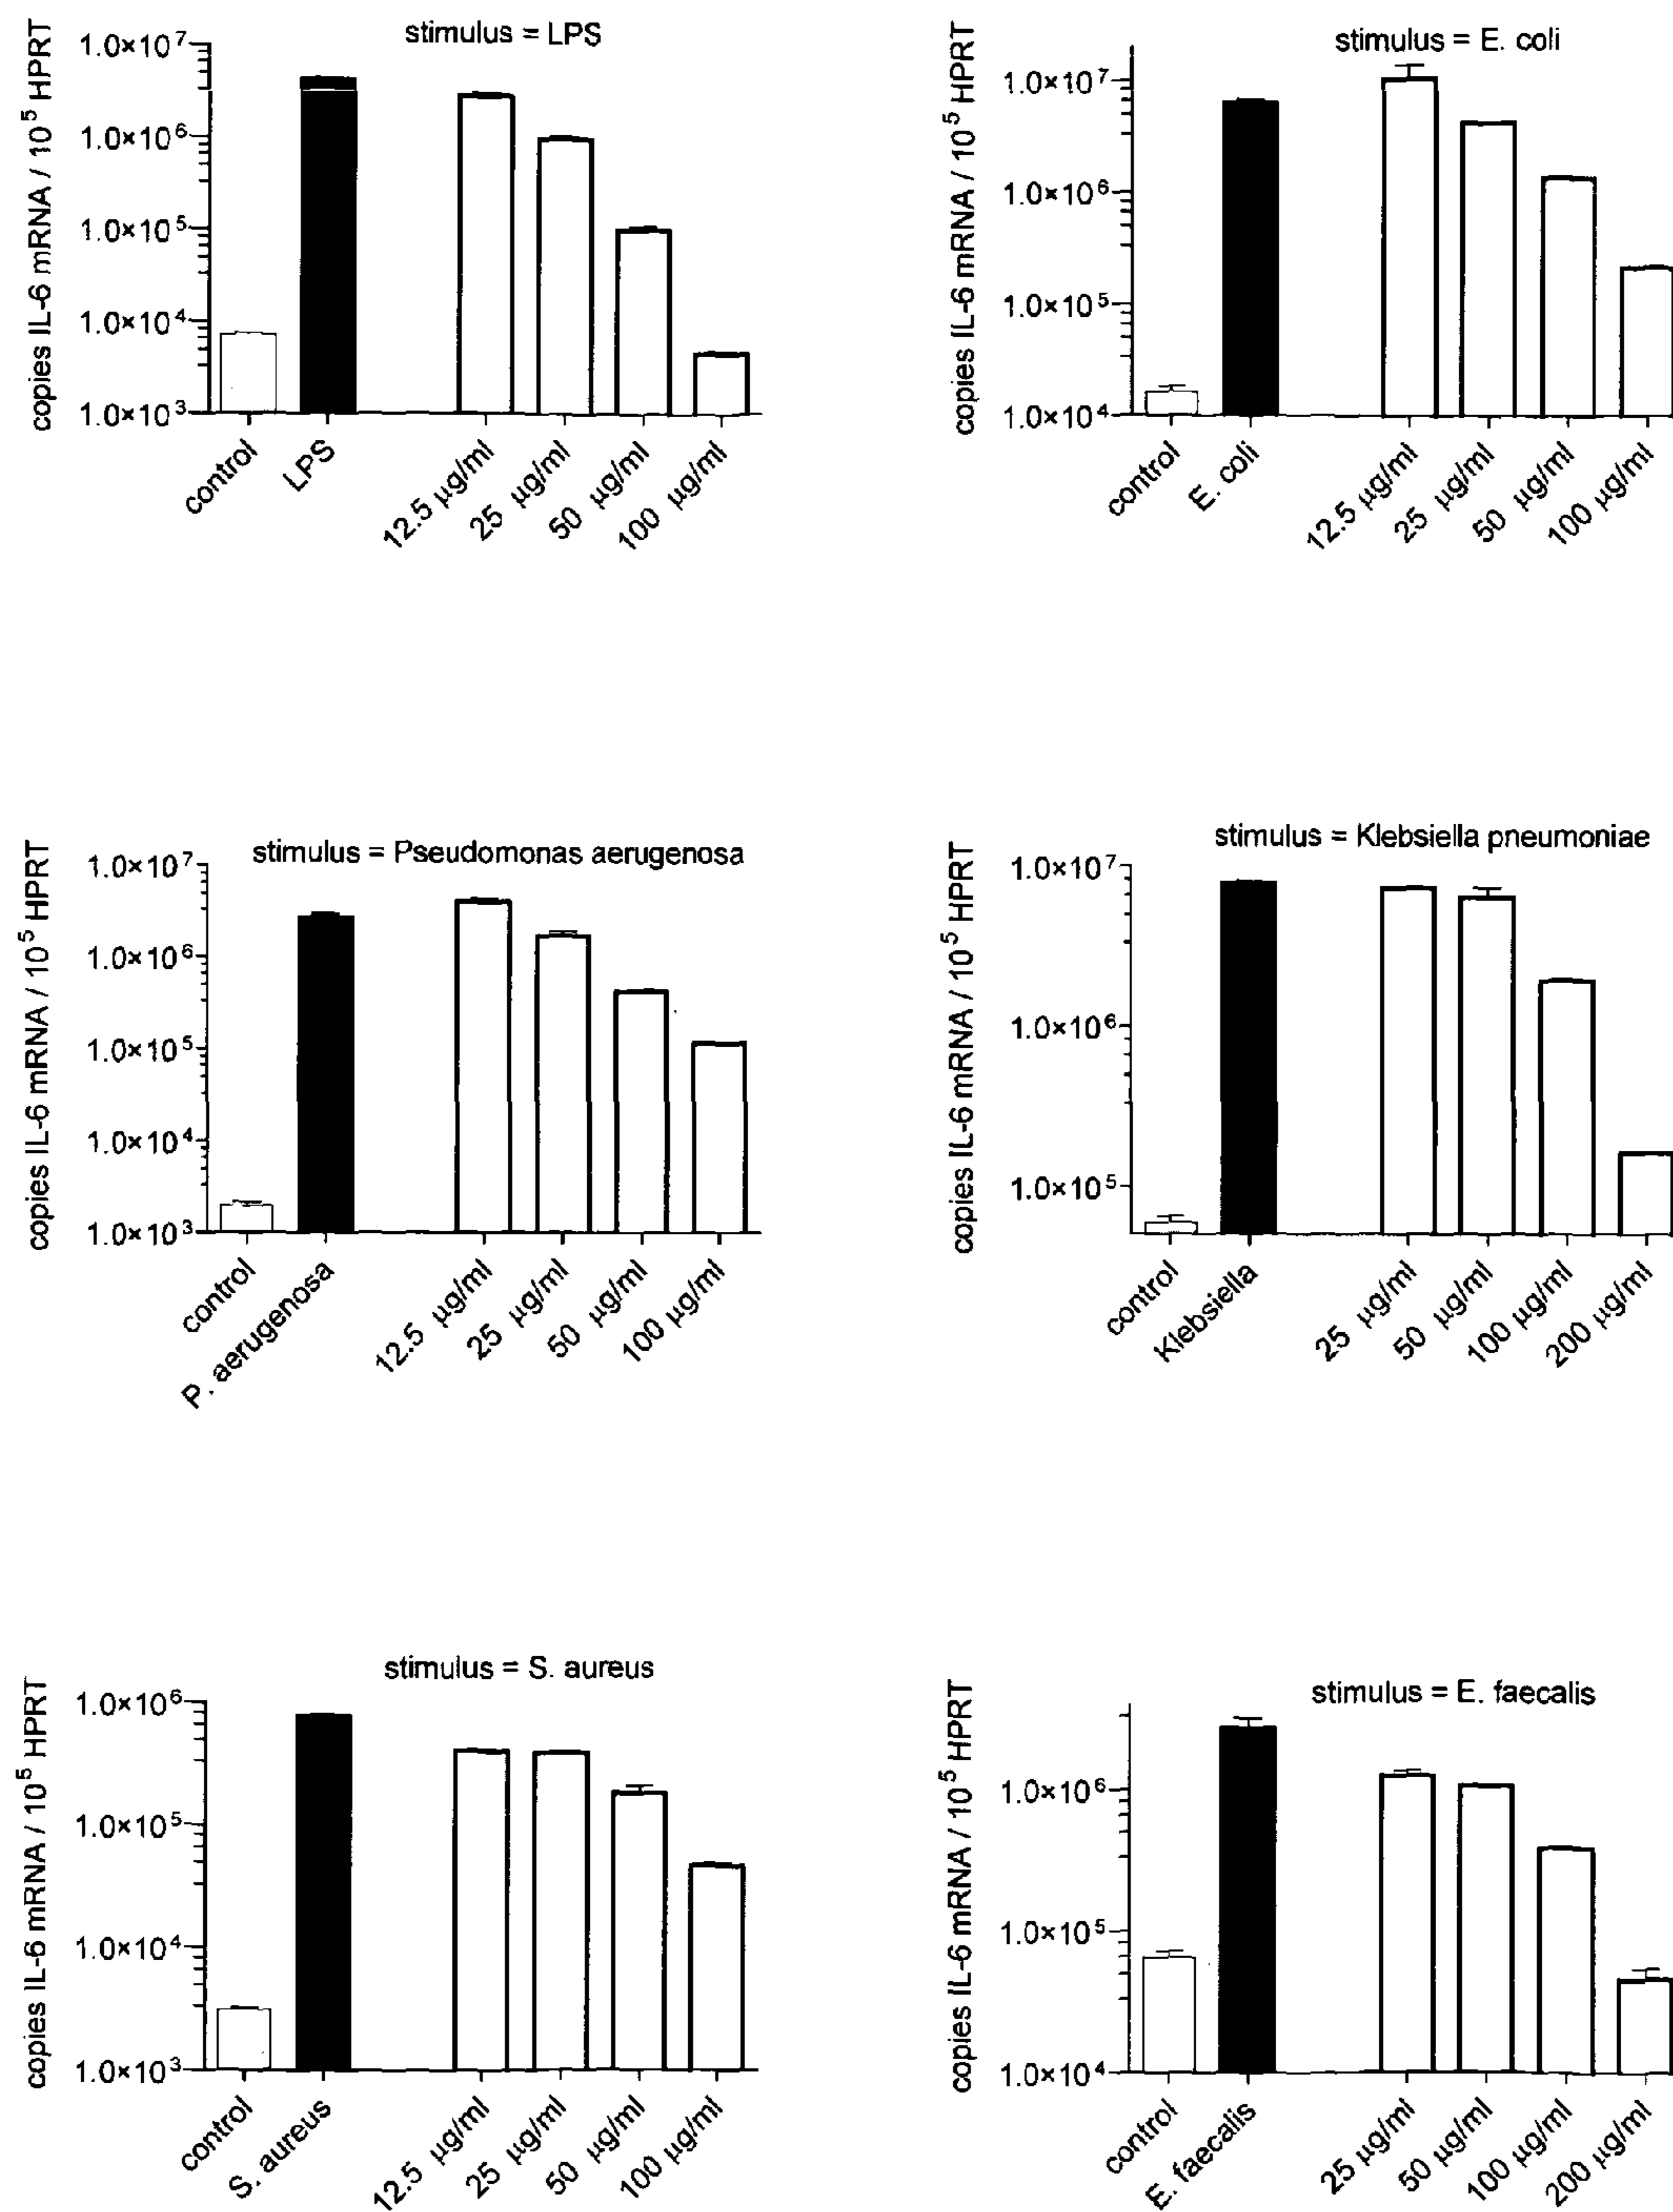 stimulus = LPS
copies IL-6 mRNA / 10⁵ HPRT
1.0×10⁷
1.0×10⁶
1.0×10⁵
1.0×10⁴
1.0×10³
control
LPS
12.5 µg/ml
25 µg/ml
50 µg/ml
100 µg/ml
stimulus = E. coli
copies IL-6 mRNA / 10⁵ HPRT
1.0×10⁷
1.0×10⁶
1.0×10⁵
1.0×10⁴
control
E. coli
12.5 µg/ml
25 µg/ml
50 µg/ml
100 µg/ml
stimulus = Pseudomonas aerugenosa
copies IL-6 mRNA / 10⁵ HPRT
1.0×10⁷
1.0×10⁶
1.0×10⁵
1.0×10⁴
1.0×10³
control
P. aerugenosa
12.5 µg/ml
25 µg/ml
50 µg/ml
100 µg/ml
stimulus = Klebsiella pneumoniae
copies IL-6 mRNA / 10⁵ HPRT
1.0×10⁷
1.0×10⁶
1.0×10⁵
control
Klebsiella
25 µg/ml
50 µg/ml
100 µg/ml
200 µg/ml
stimulus = S. aureus
copies IL-6 mRNA / 10⁵ HPRT
1.0×10⁶
1.0×10⁵
1.0×10⁴
1.0×10³
control
S. aureus
12.5 µg/ml
25 µg/ml
50 µg/ml
100 µg/ml
stimulus = E. faecalis
copies IL-6 mRNA / 10⁵ HPRT
1.0×10⁶
1.0×10⁵
1.0×10⁴
control
E. faecalis
25 µg/ml
50 µg/ml
100 µg/ml
200 µg/ml